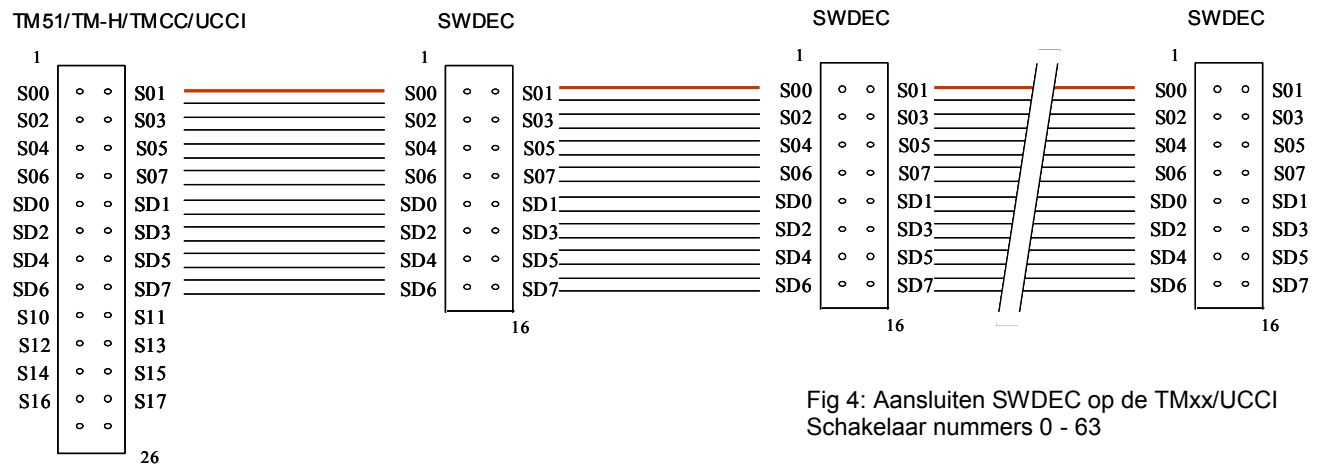 TM51/TM-H/TMCC/UCCI SWDEC SWDEC SWDEC
1 1 1 1
S00 S01 S00 S01 S00 S01 S00 S01
S02 S03 S02 S03 S02 S03 S02 S03
S04 S05 S04 S05 S04 S05 S04 S05
S06 S07 S06 S07 S06 S07 S06 S07
SD0 SD1 SD0 SD1 SD0 SD1 SD0 SD1
SD2 SD3 SD2 SD3 SD2 SD3 SD2 SD3
SD4 SD5 SD4 SD5 SD4 SD5 SD4 SD5
SD6 SD7 SD6 SD7 SD6 SD7 SD6 SD7
S10 S11 16 16 16
S12 S13
S14 S15
S16 S17
26
Fig 4: Aansluiten SWDEC op de TMxx/UCCI
Schakelaar nummers 0 - 63